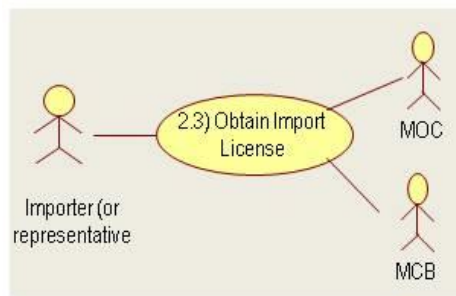 2.3) Obtain Import
License
MOC
Importer (or
representative
MCB